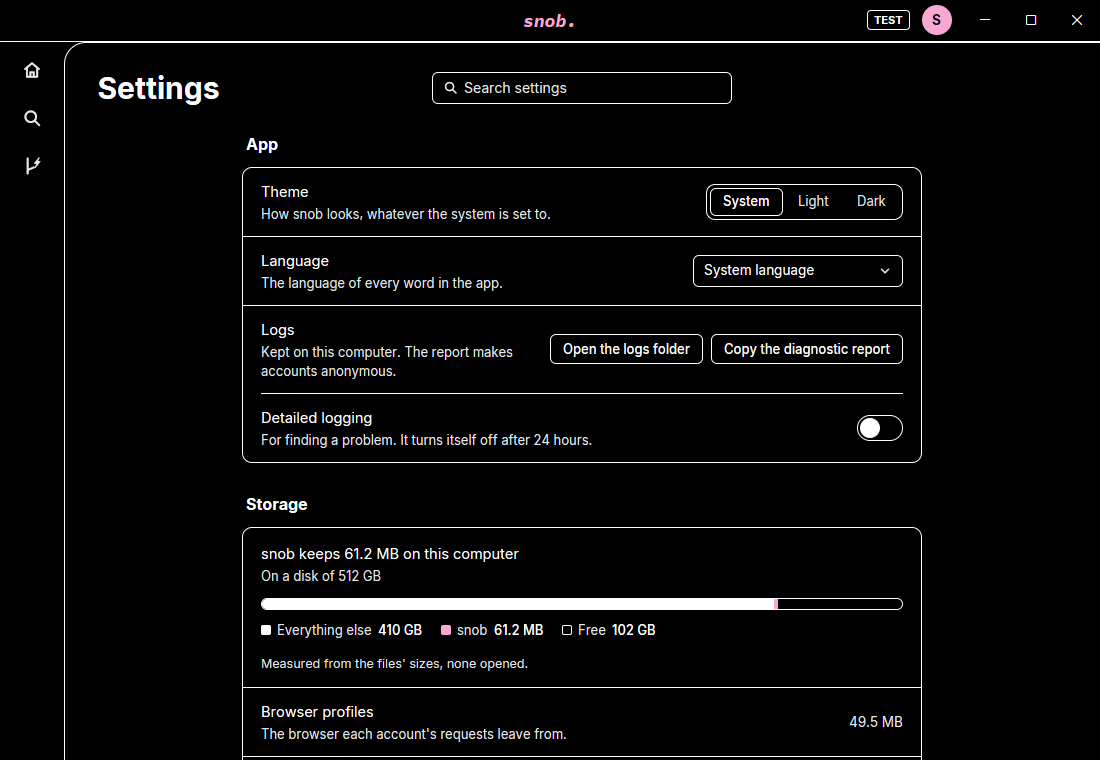 snob.
TEST
S
Settings
Search settings
App
Theme
How snob looks, whatever the system is set to.
System
Light
Dark
Language
The language of every word in the app.
System language
Logs
Kept on this computer. The report makes
accounts anonymous.
Open the logs folder
Copy the diagnostic report
Detailed logging
For finding a problem. It turns itself off after 24 hours.
Storage
snob keeps 61.2 MB on this computer
On a disk of 512 GB
Everything else 410 GB
snob 61.2 MB
Free 102 GB
Measured from the files' sizes, none opened.
Browser profiles
The browser each account's requests leave from.
49.5 MB